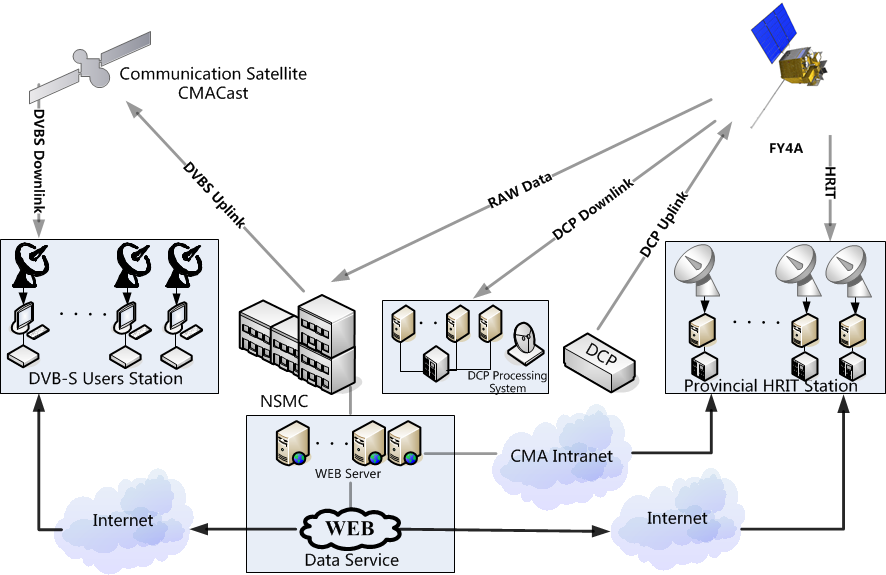 Communication Satellite
CMACast
FY4A
DVBS Downlink
DVBS Uplink
RAW Data
DCP Downlink
DCP Uplink
HRIT
DVB-S Users Station
NSMC
DCP Processing
System
DCP
Provincial HRIT Station
WEB Server
CMA Intranet
Internet
WEB
Internet
Data Service